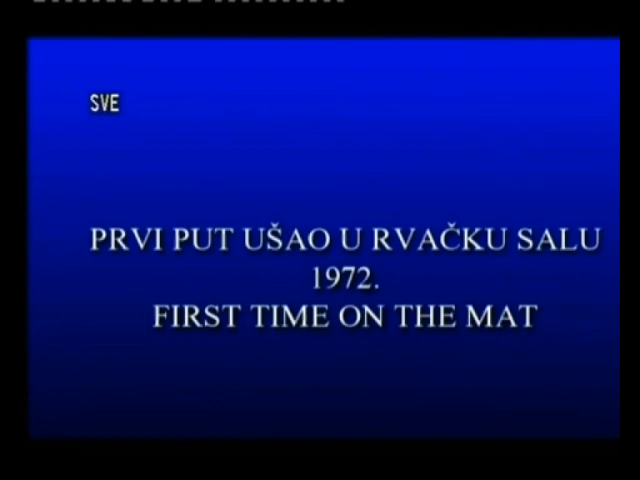 SVE
PRVI PUT UŠAO U RVAČKU SALU
1972.
FIRST TIME ON THE MAT